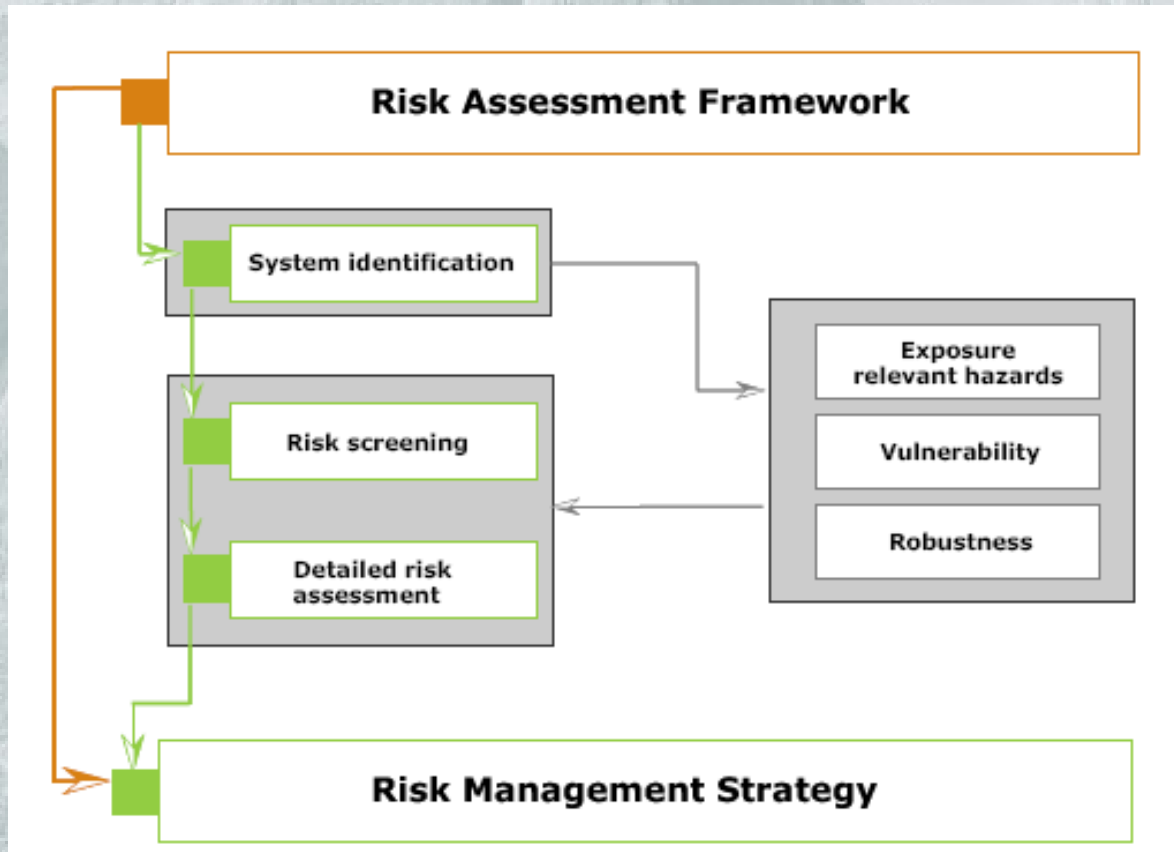 Risk Assessment Framework
System identification
Exposure
relevant hazards
Risk screening
Vulnerability
Robustness
Detailed risk
assessment
Risk Management Strategy